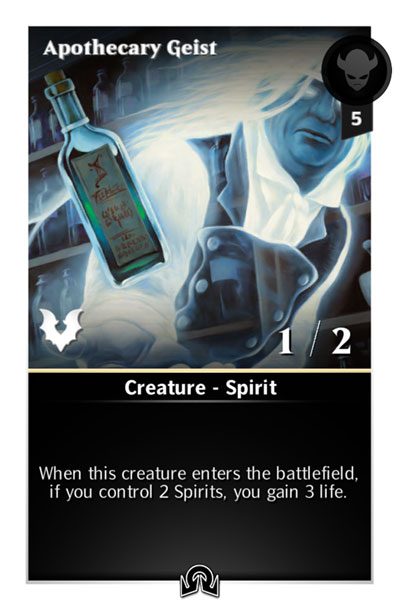 Apothecary Geist
5
1 / 2
Creature - Spirit
When this creature enters the battlefield,
if you control 2 Spirits, you gain 3 life.